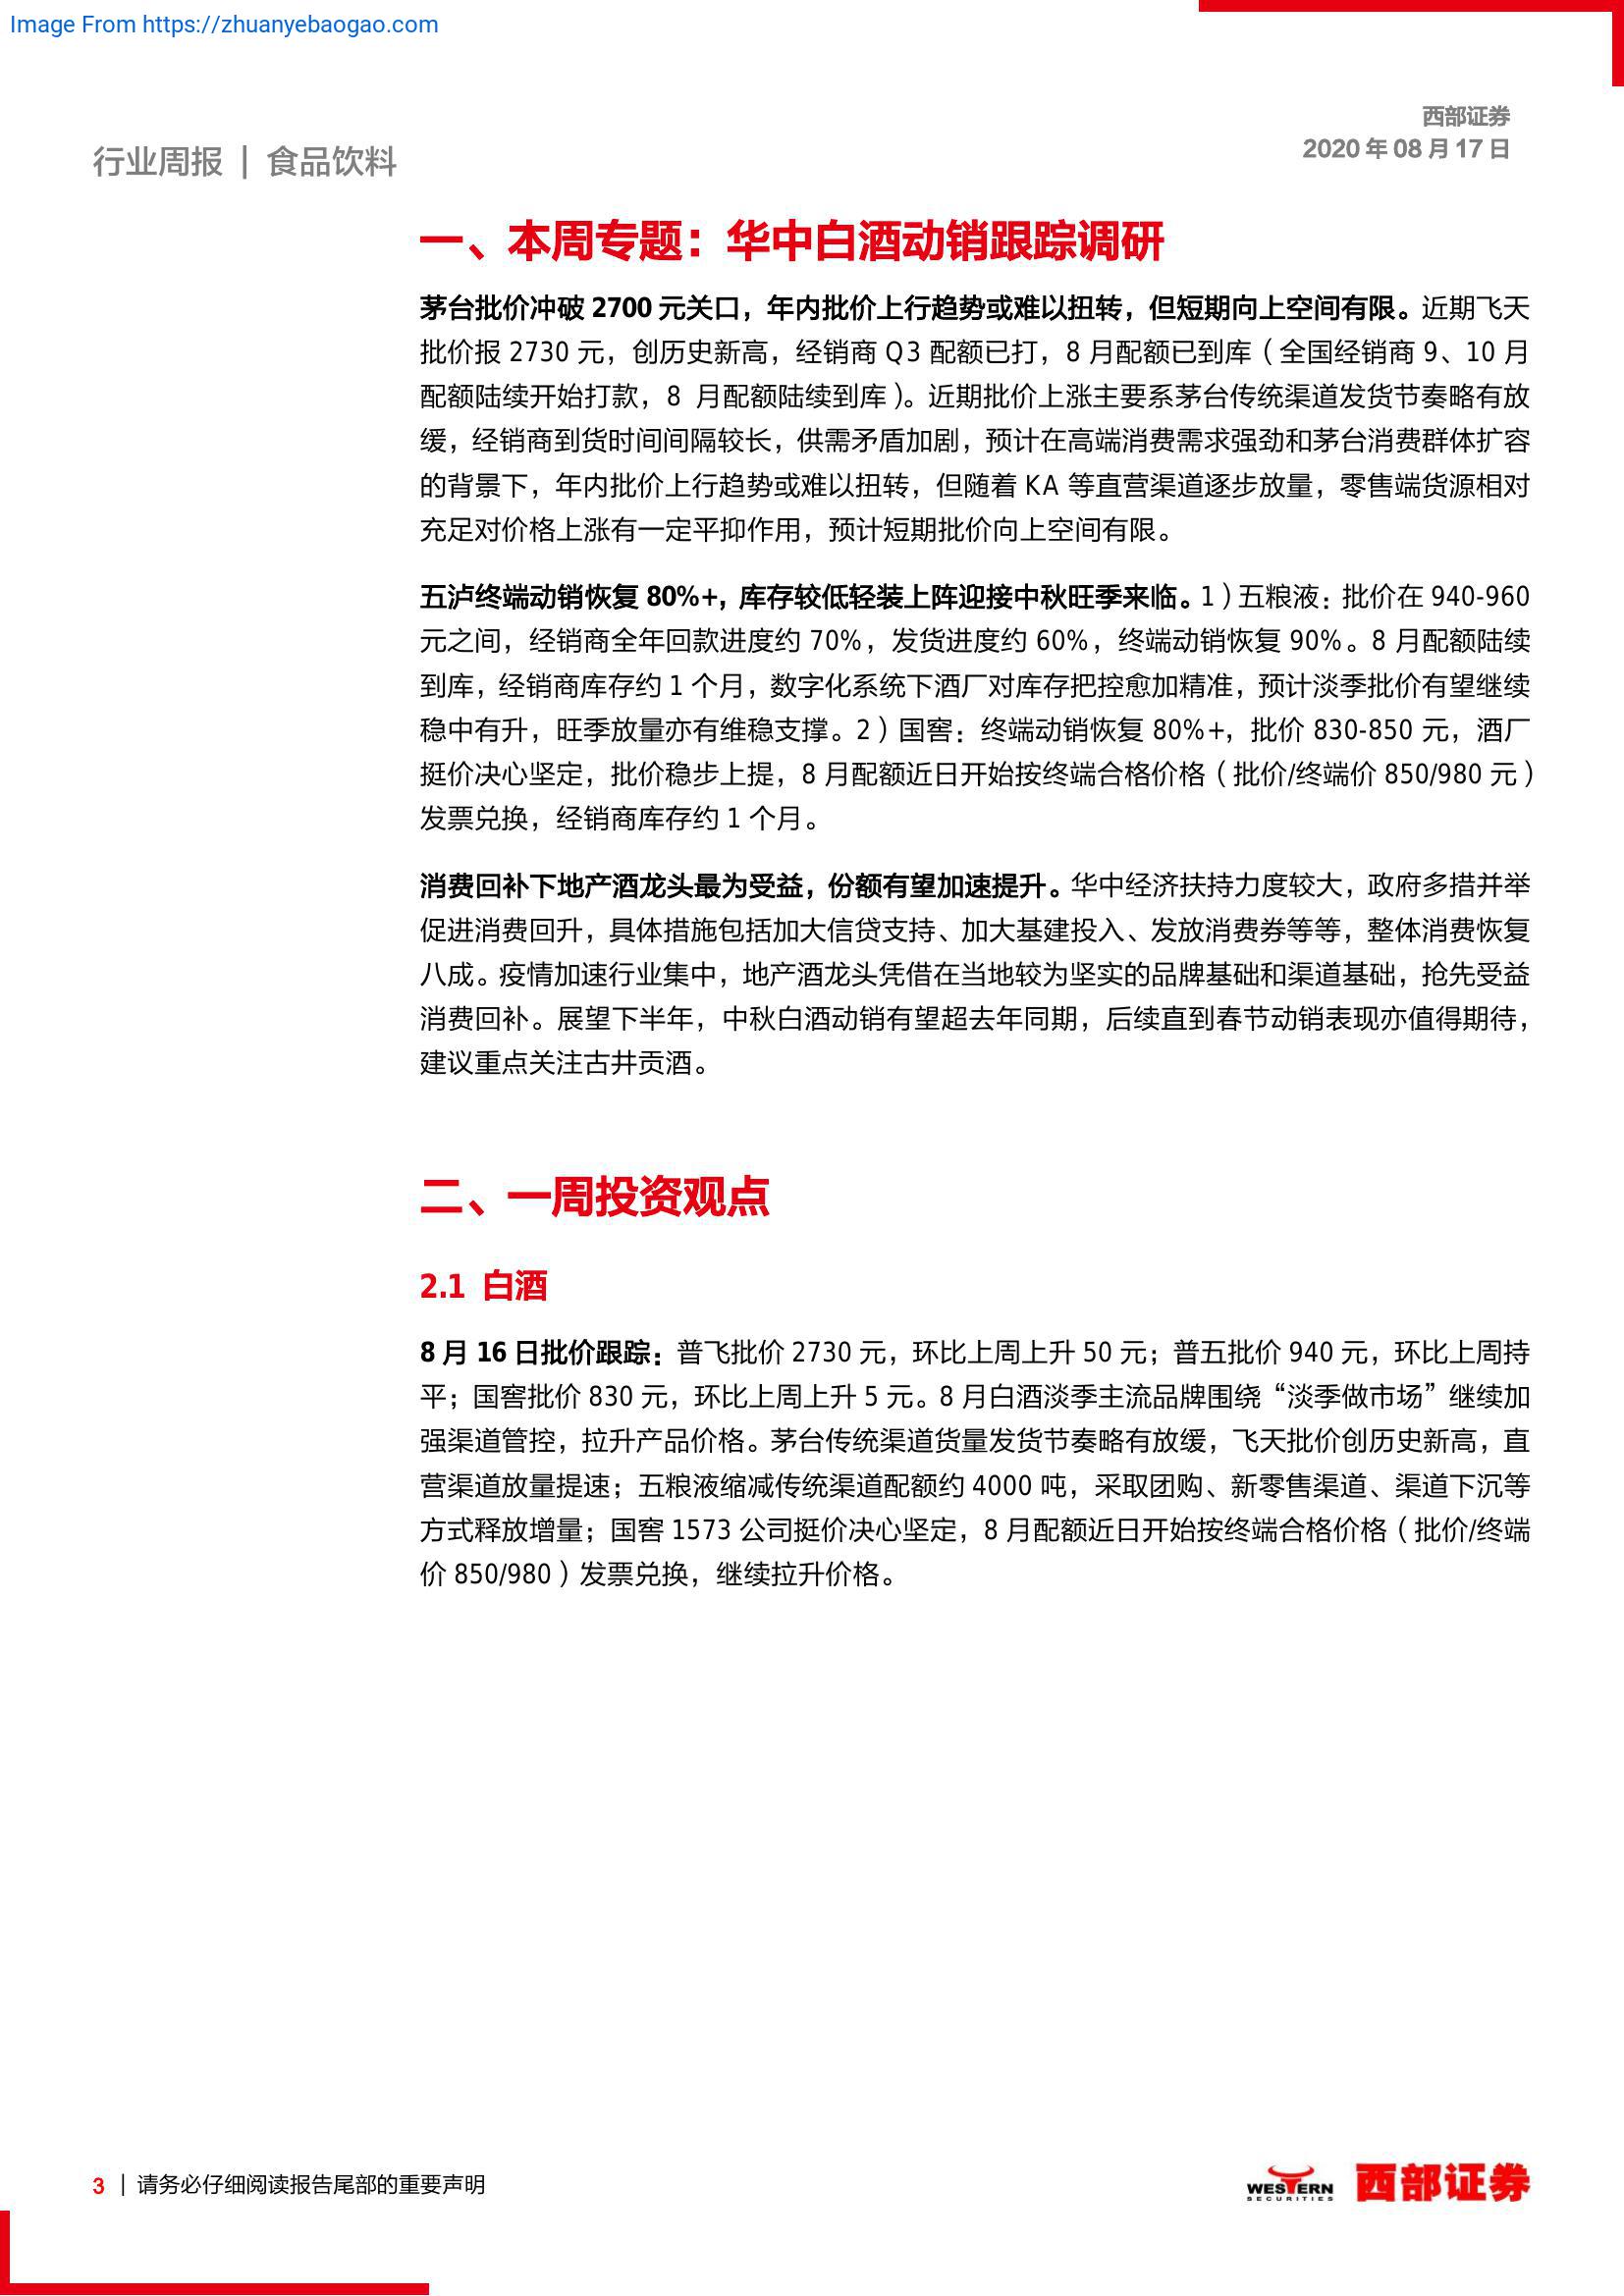 Image From https://zhuanyebaogao.com
西部证券
2020 年 08 月 17 日
行业周报 | 食品饮料
一、本周专题：华中白酒动销跟踪调研
茅台批价冲破 2700 元关口，年内批价上行趋势或难以扭转，但短期向上空间有限。近期飞天
批价报 2730 元，创历史新高，经销商 Q3 配额已打，8 月配额已到库（全国经销商 9、10 月
配额陆续开始打款，8 月配额陆续到库）。近期批价上涨主要系茅台传统渠道发货节奏略有放
缓，经销商到货时间间隔较长，供需矛盾加剧，预计在高端消费需求强劲和茅台消费群体扩容
的背景下，年内批价上行趋势或难以扭转，但随着 KA 等直营渠道逐步放量，零售端货源相对
充足对价格上涨有一定平抑作用，预计短期批价向上空间有限。
五泸终端动销恢复 80%+，库存较低轻装上阵迎接中秋旺季来临。1）五粮液：批价在 940-960
元之间，经销商全年回款进度约 70%，发货进度约 60%，终端动销恢复 90%。8 月配额陆续
到库，经销商库存约 1 个月，数字化系统下酒厂对库存把控愈加精准，预计淡季批价有望继续
稳中有升，旺季放量亦有维稳支撑。2）国窖：终端动销恢复 80%+，批价 830-850 元，酒厂
挺价决心坚定，批价稳步上提，8 月配额近日开始按终端合格价格（批价/终端价 850/980 元）
发票兑换，经销商库存约 1 个月。
消费回补下地产酒龙头最为受益，份额有望加速提升。华中经济扶持力度较大，政府多措并举
促进消费回升，具体措施包括加大信贷支持、加大基建投入、发放消费券等等，整体消费恢复
八成。疫情加速行业集中，地产酒龙头凭借在当地较为坚实的品牌基础和渠道基础，抢先受益
消费回补。展望下半年，中秋白酒动销有望超去年同期，后续直到春节动销表现亦值得期待，
建议重点关注古井贡酒。
二、一周投资观点
2.1 白酒
8 月 16 日批价跟踪：普飞批价 2730 元，环比上周上升 50 元；普五批价 940 元，环比上周持
平；国窖批价 830 元，环比上周上升 5 元。8 月白酒淡季主流品牌围绕“淡季做市场”继续加
强渠道管控，拉升产品价格。茅台传统渠道货量发货节奏略有放缓，飞天批价创历史新高，直
营渠道放量提速；五粮液缩减传统渠道配额约 4000 吨，采取团购、新零售渠道、渠道下沉等
方式释放增量；国窖 1573 公司挺价决心坚定，8 月配额近日开始按终端合格价格（批价/终端
价 850/980）发票兑换，继续拉升价格。
3 | 请务必仔细阅读报告尾部的重要声明
WESTERN
SECURITIES
西部证券